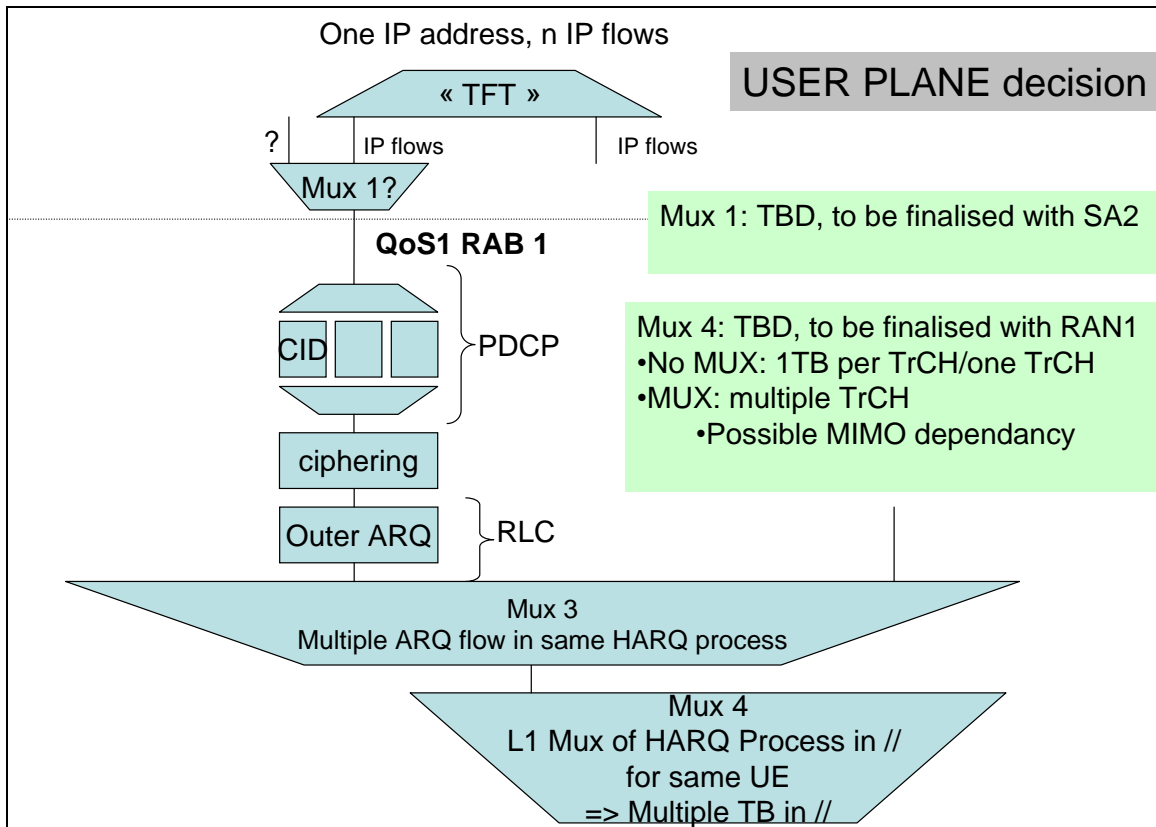 One IP address, n IP flows
USER PLANE decision
« TFT »
?
IP flows
IP flows
Mux 1?
Mux 1: TBD, to be finalised with SA2
QoS1 RAB 1
CID
PDCP
Mux 4: TBD, to be finalised with RAN1
•No MUX: 1TB per TrCH/one TrCH
•MUX: multiple TrCH
•Possible MIMO dependancy
ciphering
Outer ARQ
RLC
Mux 3
Multiple ARQ flow in same HARQ process
Mux 4
L1 Mux of HARQ Process in //
for same UE
=> Multiple TB in //